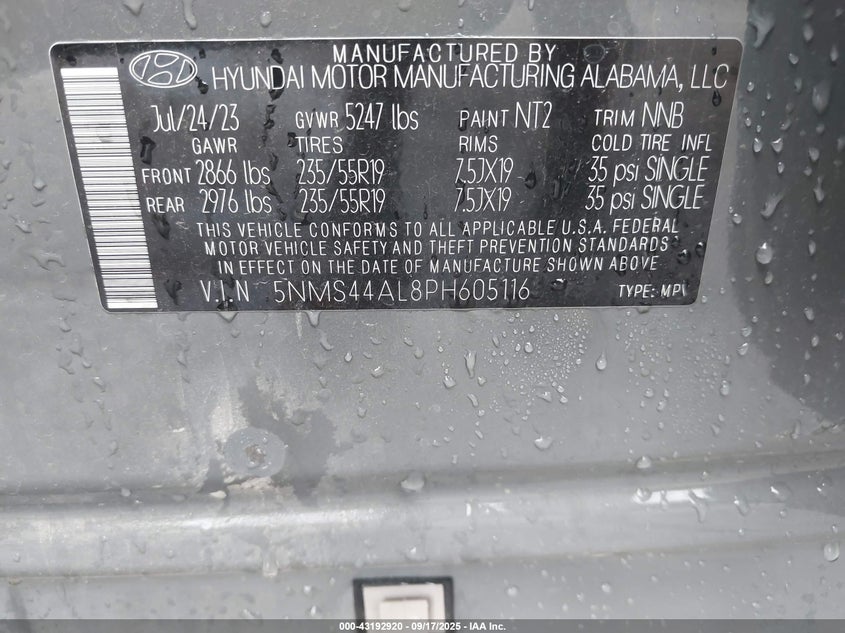 MANUFACTURED BY
HYUNDAI MOTOR MANUFACTURING ALABAMA, LLC
Jul/24/23 GVWR 5247 lbs PAINT NT2 TRIM NNB
GAWR TIRES RIMS COLD TIRE INFL
FRONT 2866 lbs 235/55R19 7.5JX19 35 psi SINGLE
REAR 2976 lbs 235/55R19 7.5JX19 35 psi SINGLE
THIS VEHICLE CONFORMS TO ALL APPLICABLE U.S.A. FEDERAL
MOTOR VEHICLE SAFETY AND THEFT PREVENTION STANDARDS
IN EFFECT ON THE DATE OF MANUFACTURE SHOWN ABOVE
V.I.N 5NMS44AL8PH605116 TYPE: MPV
000-43192920 - 09/17/2025 - IAA Inc.